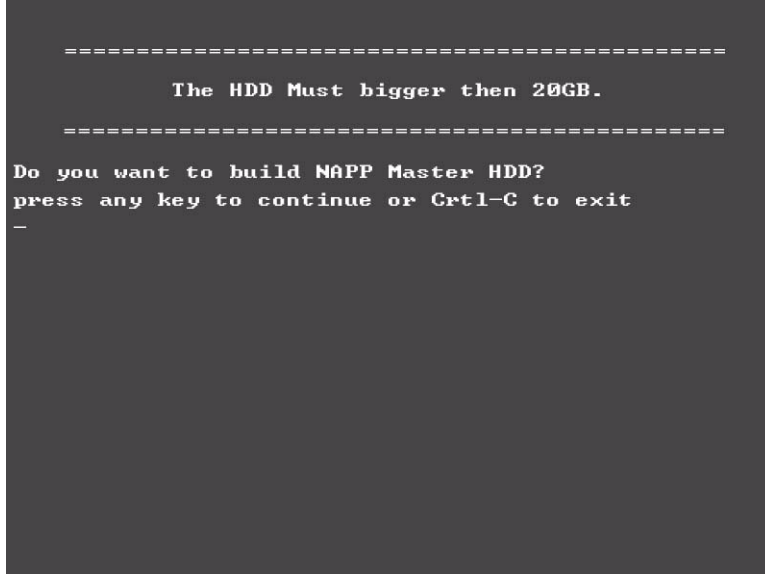 ==============================================
The HDD Must bigger then 20GB.
==============================================
Do you want to build NAPP Master HDD?
press any key to continue or Crtl-C to exit
_